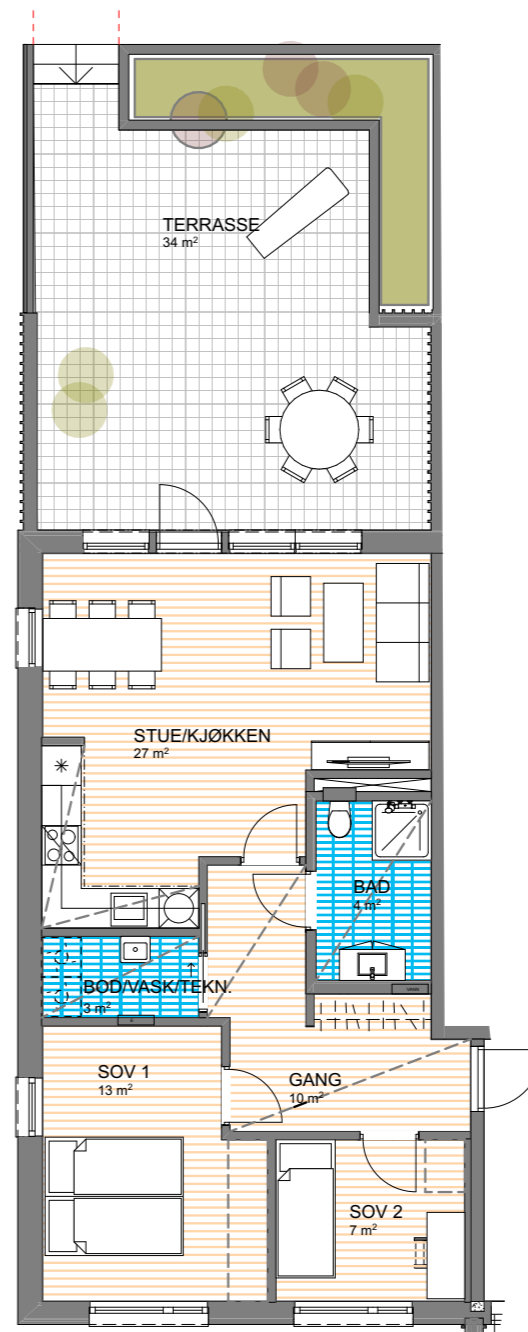 TERRASSE
34 m²
STUE/KJØKKEN
27 m²
BAD
4 m²
BOD/VASK/TEKN.
3 m²
SOV 1
13 m²
GANG
10 m²
SOV 2
7 m²